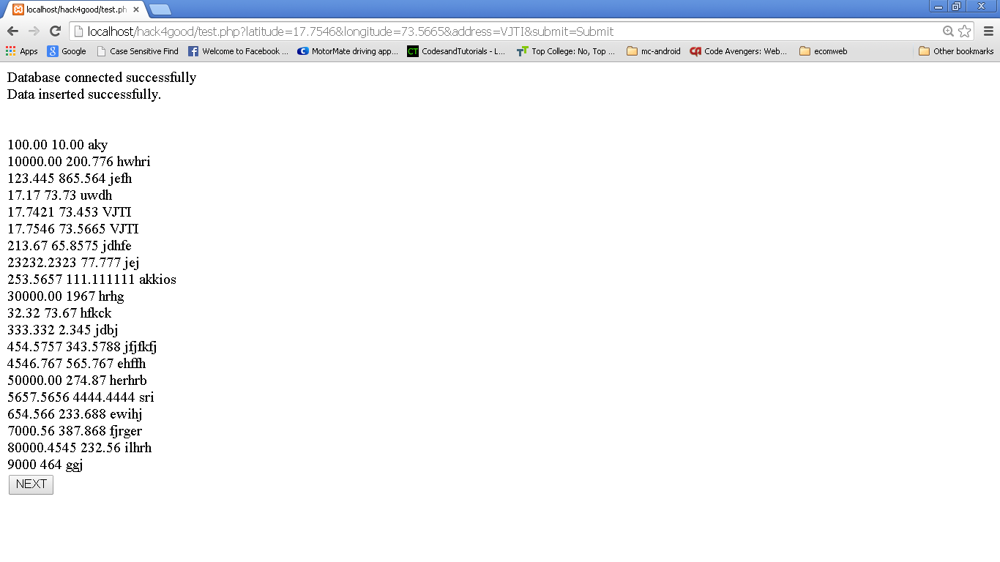 localhost/hack4good/test.ph
localhost/hack4good/test.php?latitude=17.7546&longitude=73.5665&address=VJTI&submit=Submit
Apps Google Case Sensitive Find Welcome to Facebook ... MotorMate driving app... CT CodesandTutorials - L... TT Top College: No, Top ... mc-android Code Avengers: Web... ecomweb Other bookmarks
Database connected successfully
Data inserted successfully.
100.00 10.00 aky
10000.00 200.776 hwhri
123.445 865.564 jefh
17.17 73.73 uwdh
17.7421 73.453 VJTI
17.7546 73.5665 VJTI
213.67 65.8575 jdhfe
23232.2323 77.777 jej
253.5657 111.111111 akkios
30000.00 1967 hrhg
32.32 73.67 hfkck
333.332 2.345 jdbj
454.5757 343.5788 jfjfkfj
4546.767 565.767 ehffh
50000.00 274.87 herhrb
5657.5656 4444.4444 sri
654.566 233.688 ewihj
7000.56 387.868 fjrger
80000.4545 232.56 ilhrh
9000 464 ggj
NEXT